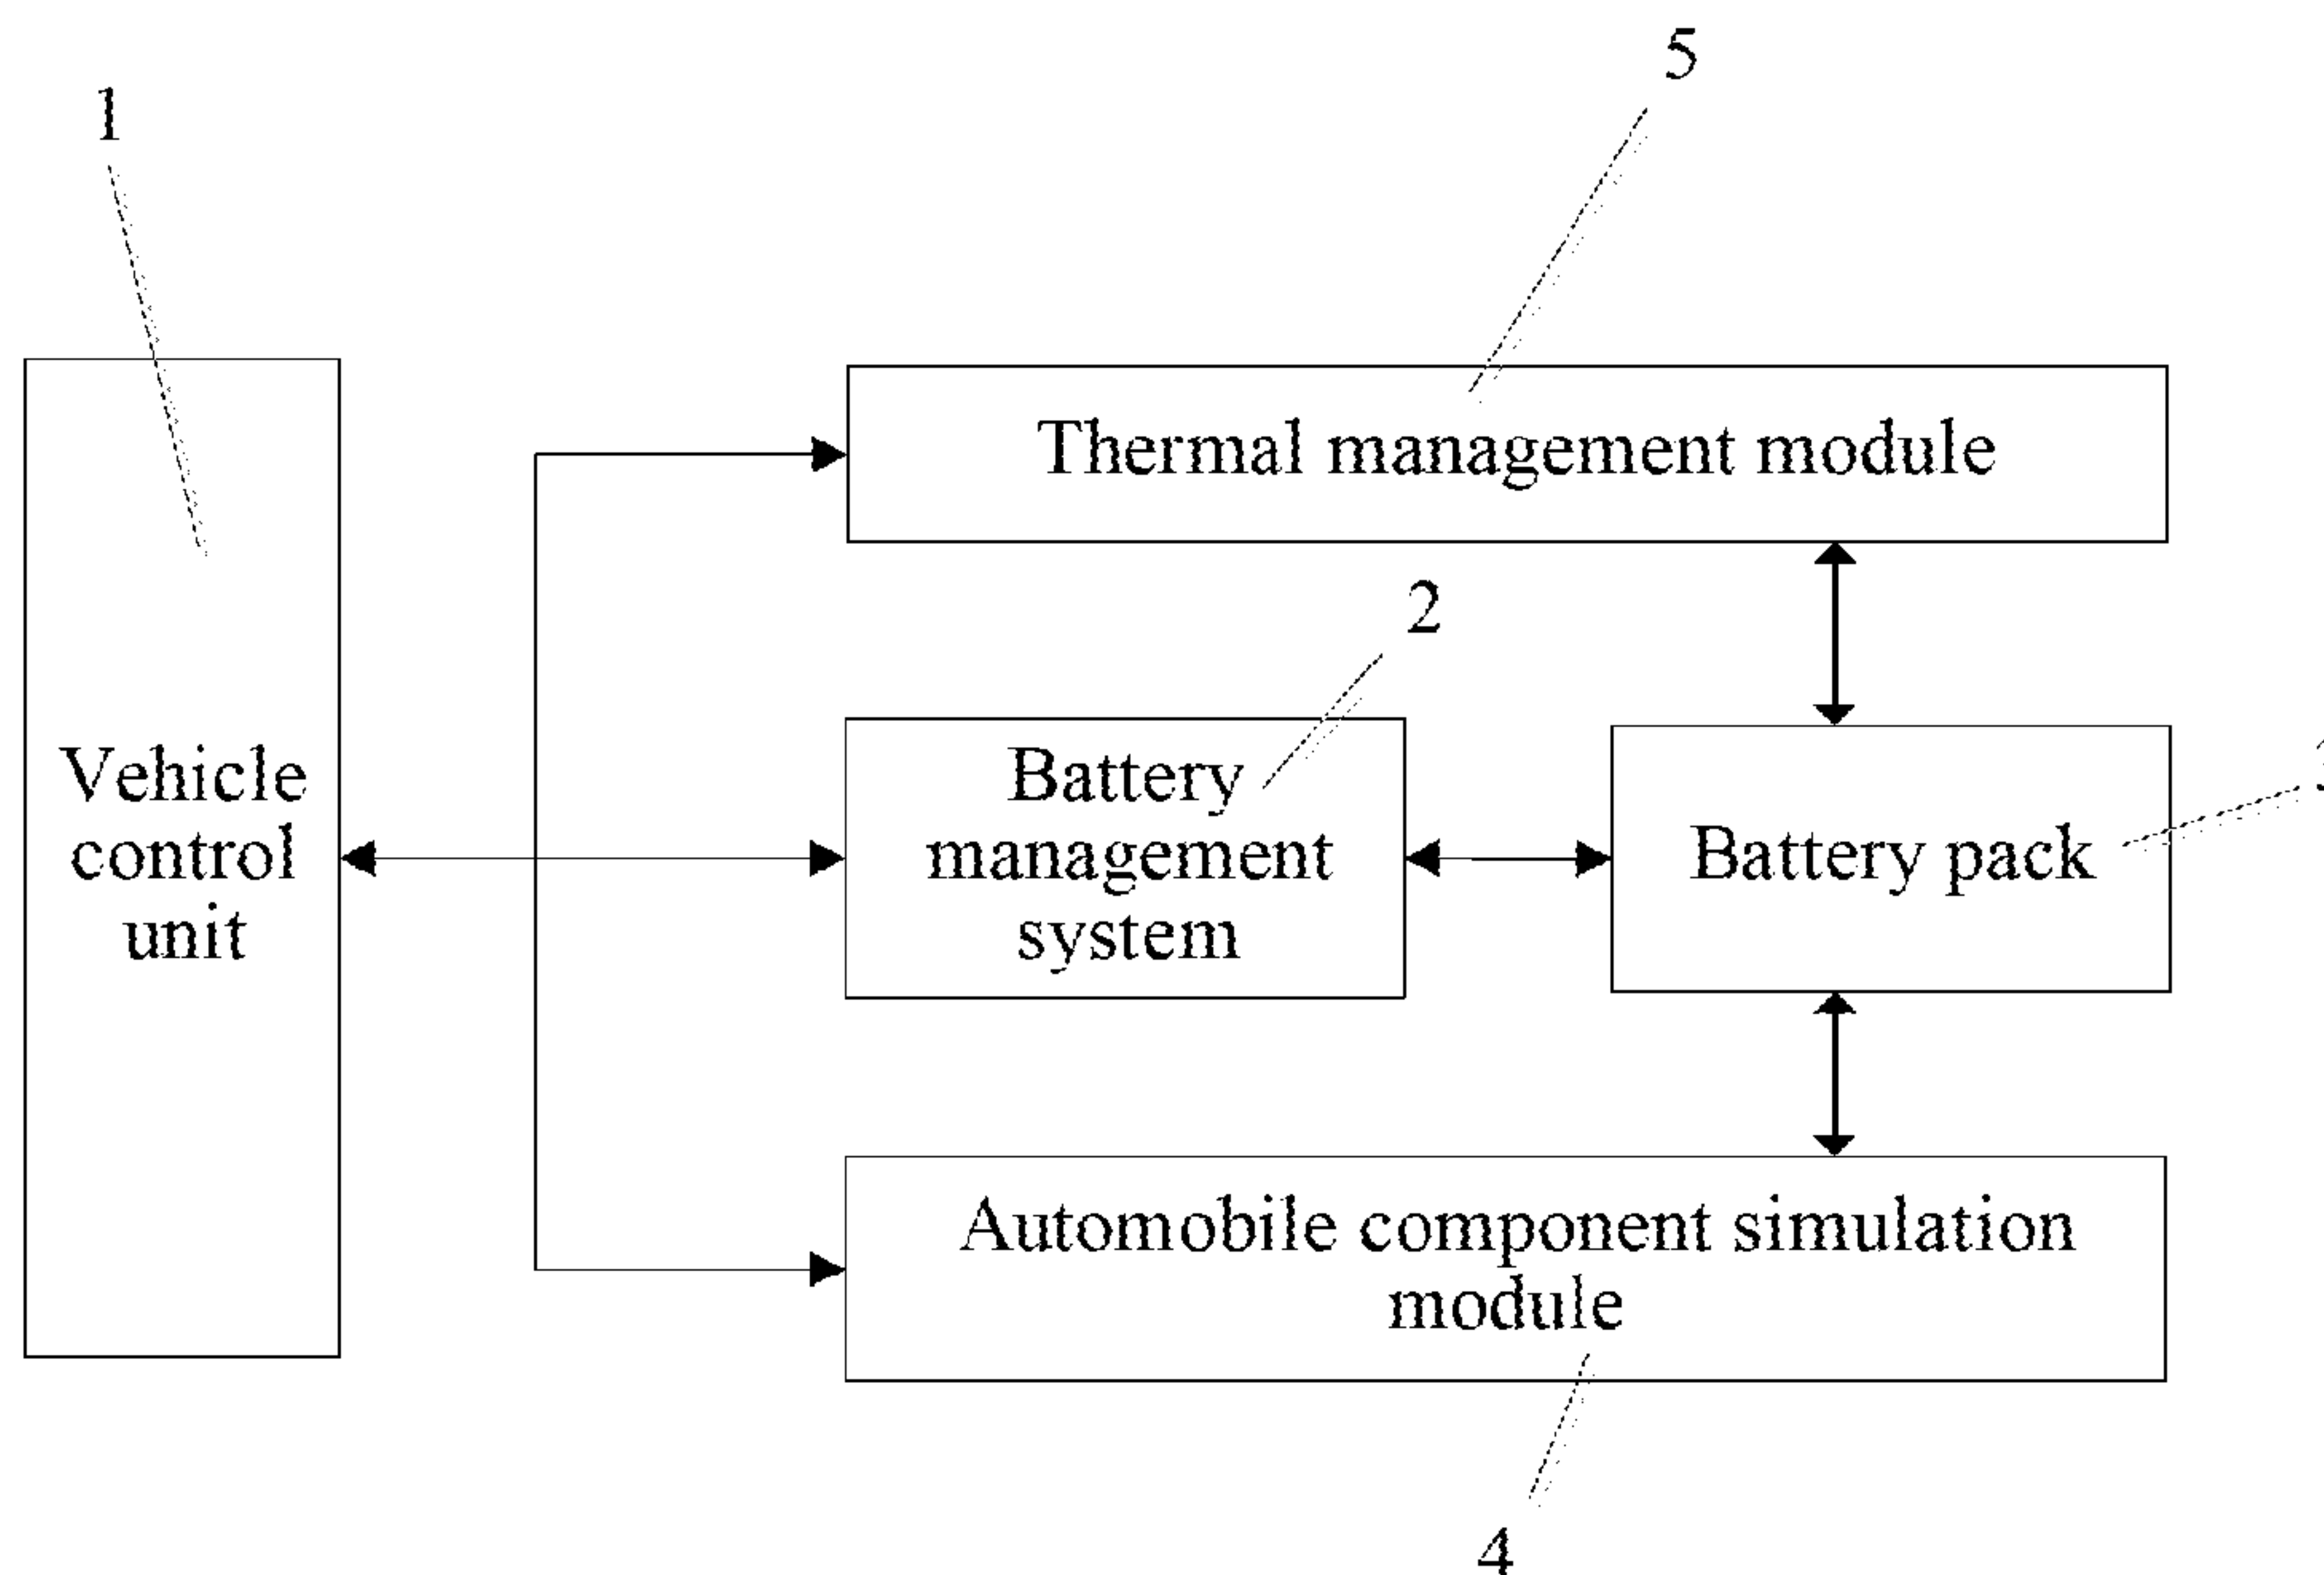 5
1
Thermal management module
2
Battery
management
system
Vehicle
control
unit
Battery pack
Automobile component simulation
module
4